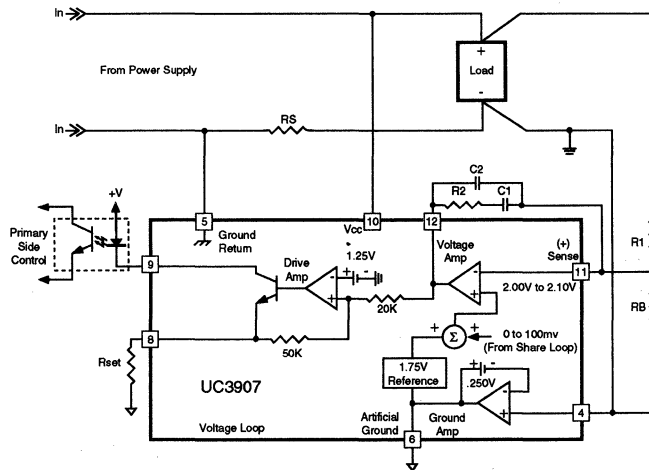 In
From Power Supply
+
Load
-
RS
In
C2
R2
C1
+V
5
Ground
Return
10
Vcc
12
Primary
Side
Control
1.25V
+
-
Drive
Amp
Voltage
Amp
(+)
Sense
R1
9
-
+
-
+
11
2.00V to 2.10V
20K
RB
+
+
Σ
0 to 100mv
(From Share Loop)
8
50K
Rset
1.75V
Reference
+
-
.250V
UC3907
-
+
4
Artificial
Ground
Ground
Amp
Voltage Loop
6